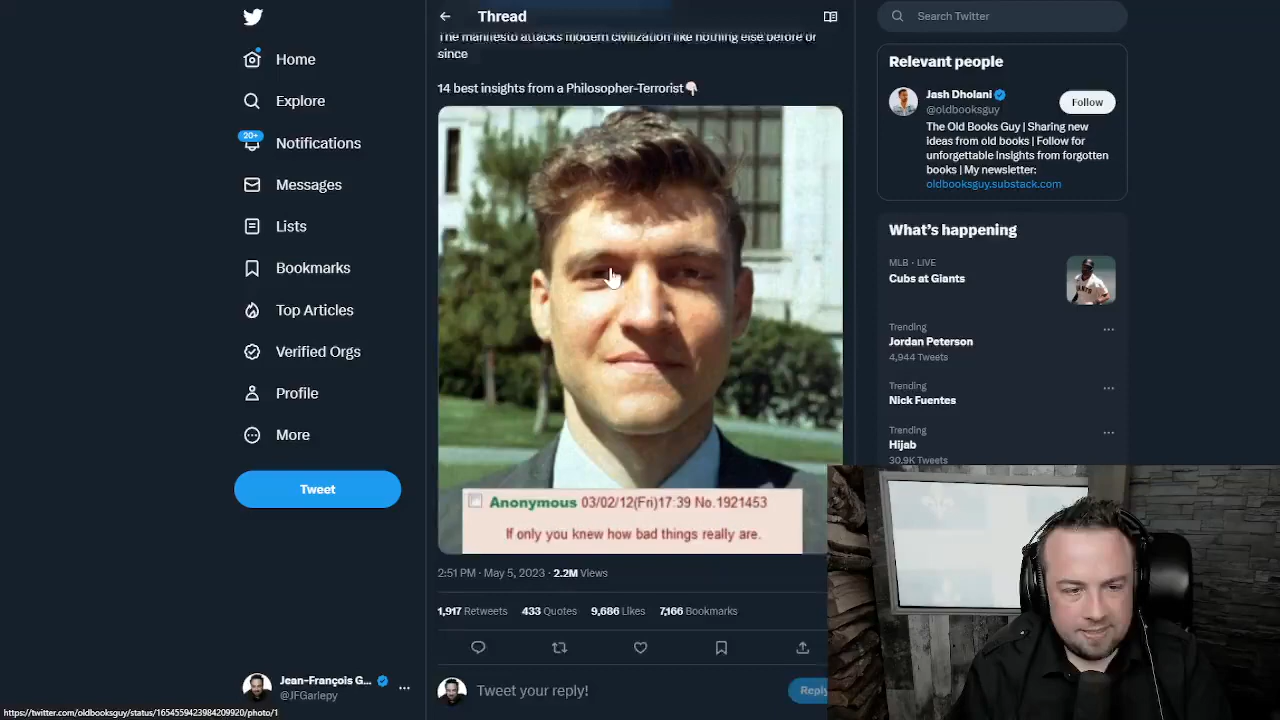 Thread
Search Twitter
Home
Explore
20+
Notifications
Messages
Lists
Bookmarks
Top Articles
Verified Orgs
Profile
More
Tweet
Jean-François G...
@JFGariepy
https://twitter.com/oldbooksguy/status/1654559423984209920/photo/1
The manifesto attacks modern civilization like nothing else before or
since
14 best insights from a Philosopher-Terrorist
Anonymous 03/02/12(Fri)17:39 No.1921453
If only you knew how bad things really are.
2:51 PM · May 5, 2023 · 2.2M Views
1,917 Retweets 433 Quotes 9,686 Likes 7,166 Bookmarks
Tweet your reply!
Reply
Relevant people
Jash Dholani
@oldbooksguy
Follow
The Old Books Guy | Sharing new
ideas from old books | Follow for
unforgettable insights from forgotten
books | My newsletter:
oldbooksguy.substack.com
What's happening
MLB · LIVE
Cubs at Giants
Trending
Jordan Peterson
4,944 Tweets
Trending
Nick Fuentes
Trending
Hijab
30.9K Tweets